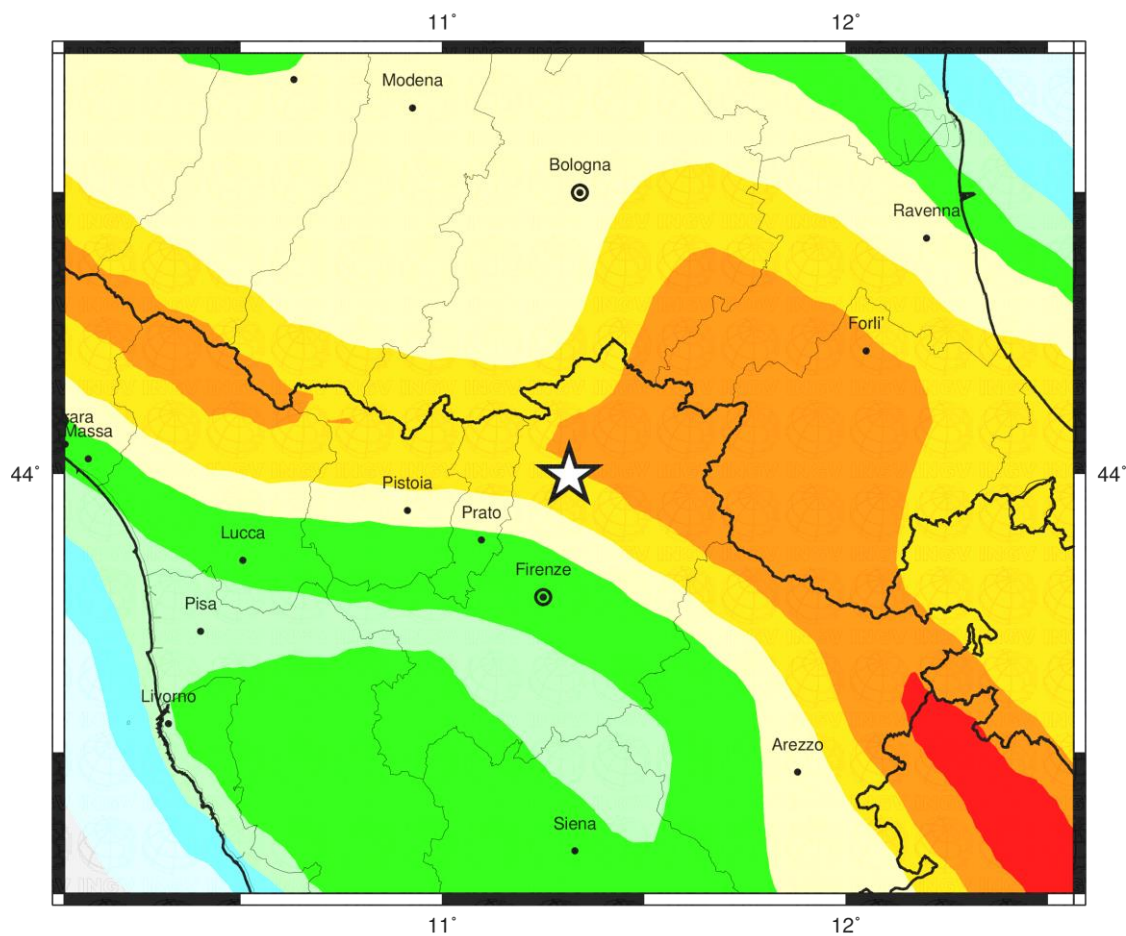 11° 12°
Modena
Bologna
Ravenna
Forli'
44° 44°
rara
Massa
Pistoia
Prato
Lucca
Firenze
Pisa
Livorno
Arezzo
Siena
11° 12°